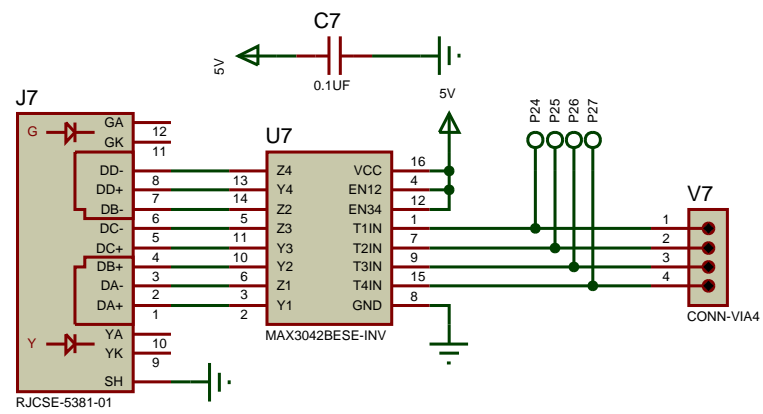 C7
5V
0.1UF
5V
J7
G
GA
12
GK
11
DD-
8
DD+
7
DB-
6
DC-
5
DC+
4
DB+
3
DA-
2
DA+
1
Y
YA
10
YK
9
SH
RJCSE-5381-01
U7
13
Z4
14
Y4
5
Z2
11
Z3
10
Y3
6
Y2
3
Z1
2
Y1
VCC
16
EN12
4
EN34
12
T1IN
1
T2IN
7
T3IN
9
T4IN
15
GND
8
MAX3042BESE-INV
P24
P25
P26
P27
V7
1
2
3
4
CONN-VIA4